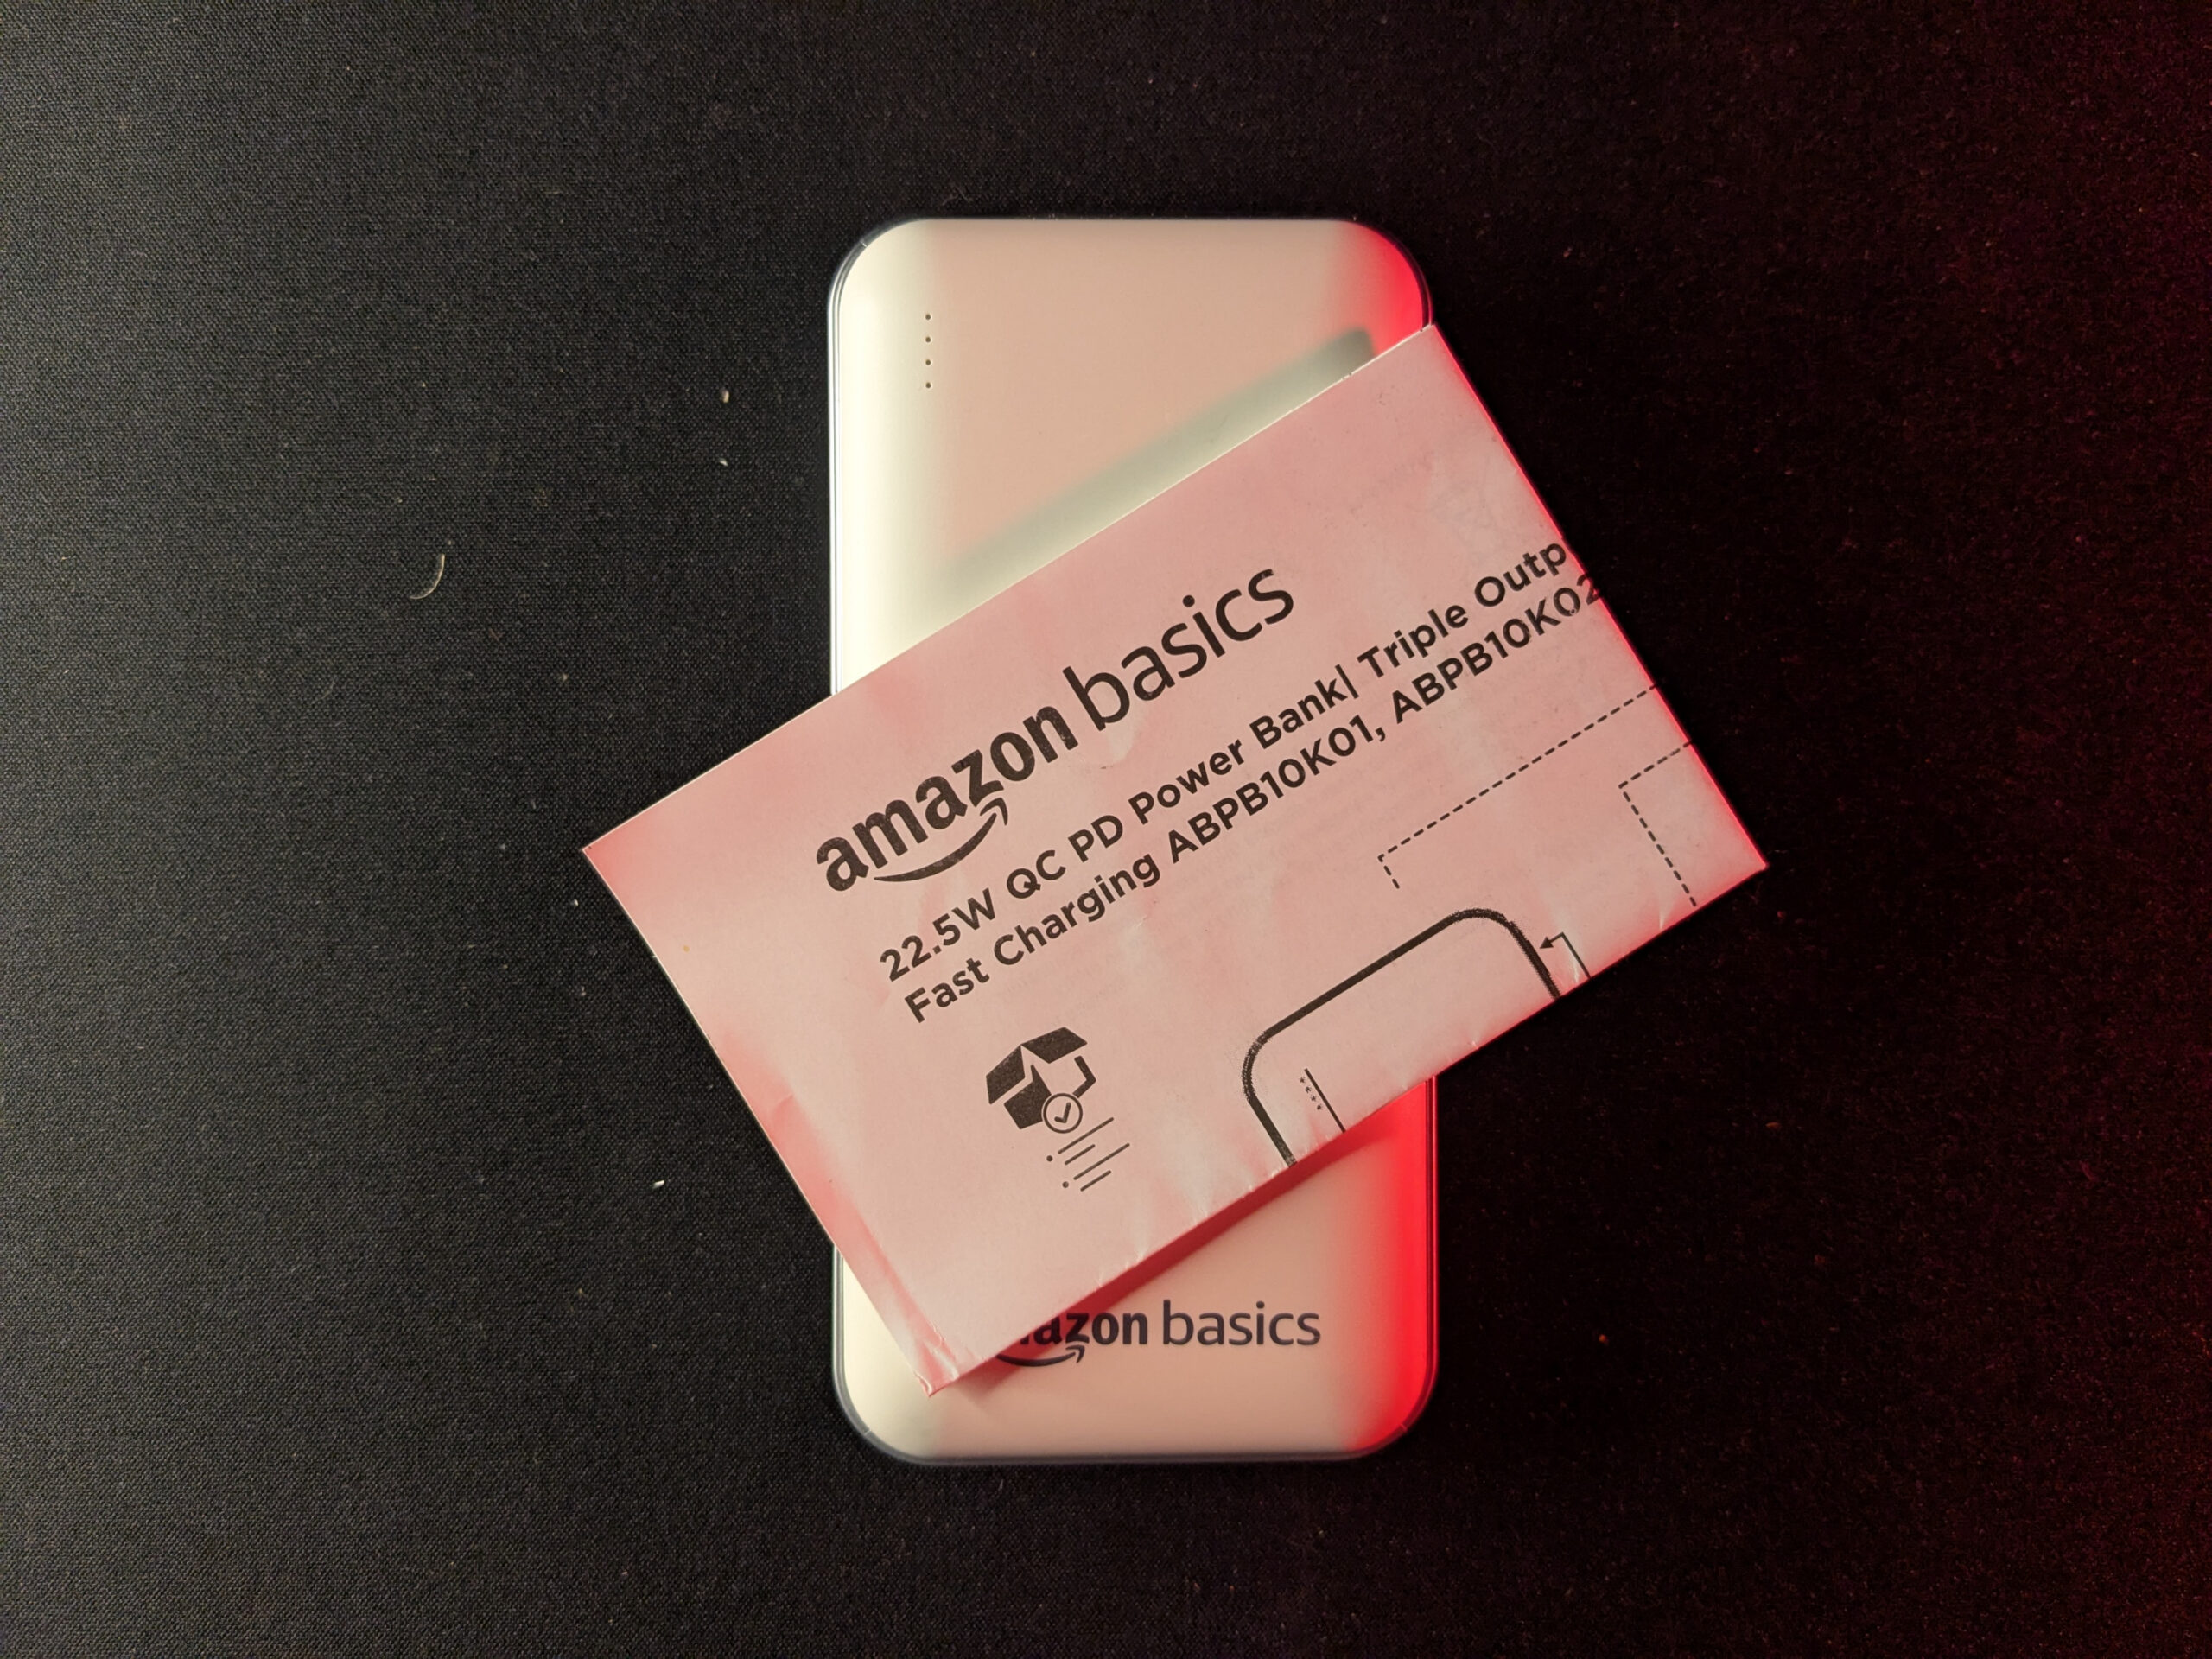 amazon basics
22.5W QC PD Power Bank| Triple Outp
Fast Charging ABPB10K01, ABPB10K02
azon basics